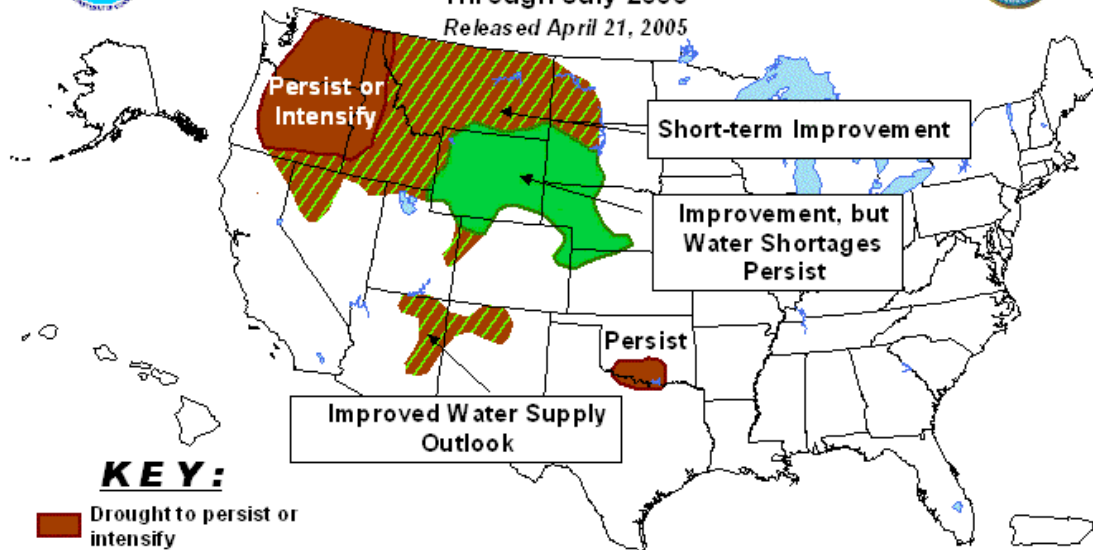 Released April 21, 2005
Persist or
Intensify
Short-term Improvement
Improvement, but
Water Shortages
Persist
Persist
Improved Water Supply
Outlook
KEY:
Drought to persist or
intensify